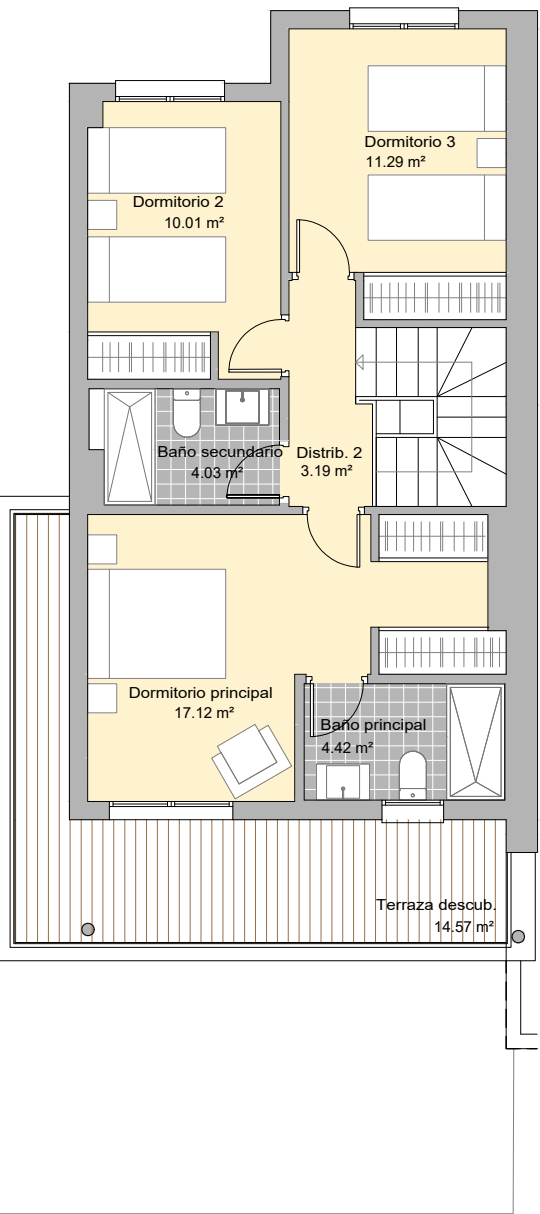 Dormitorio 3
11.29 m²
Dormitorio 2
10.01 m²
Baño secundario
4.03 m²
Distrib. 2
3.19 m²
Dormitorio principal
17.12 m²
Baño principal
4.42 m²
Terraza descub.
14.57 m²